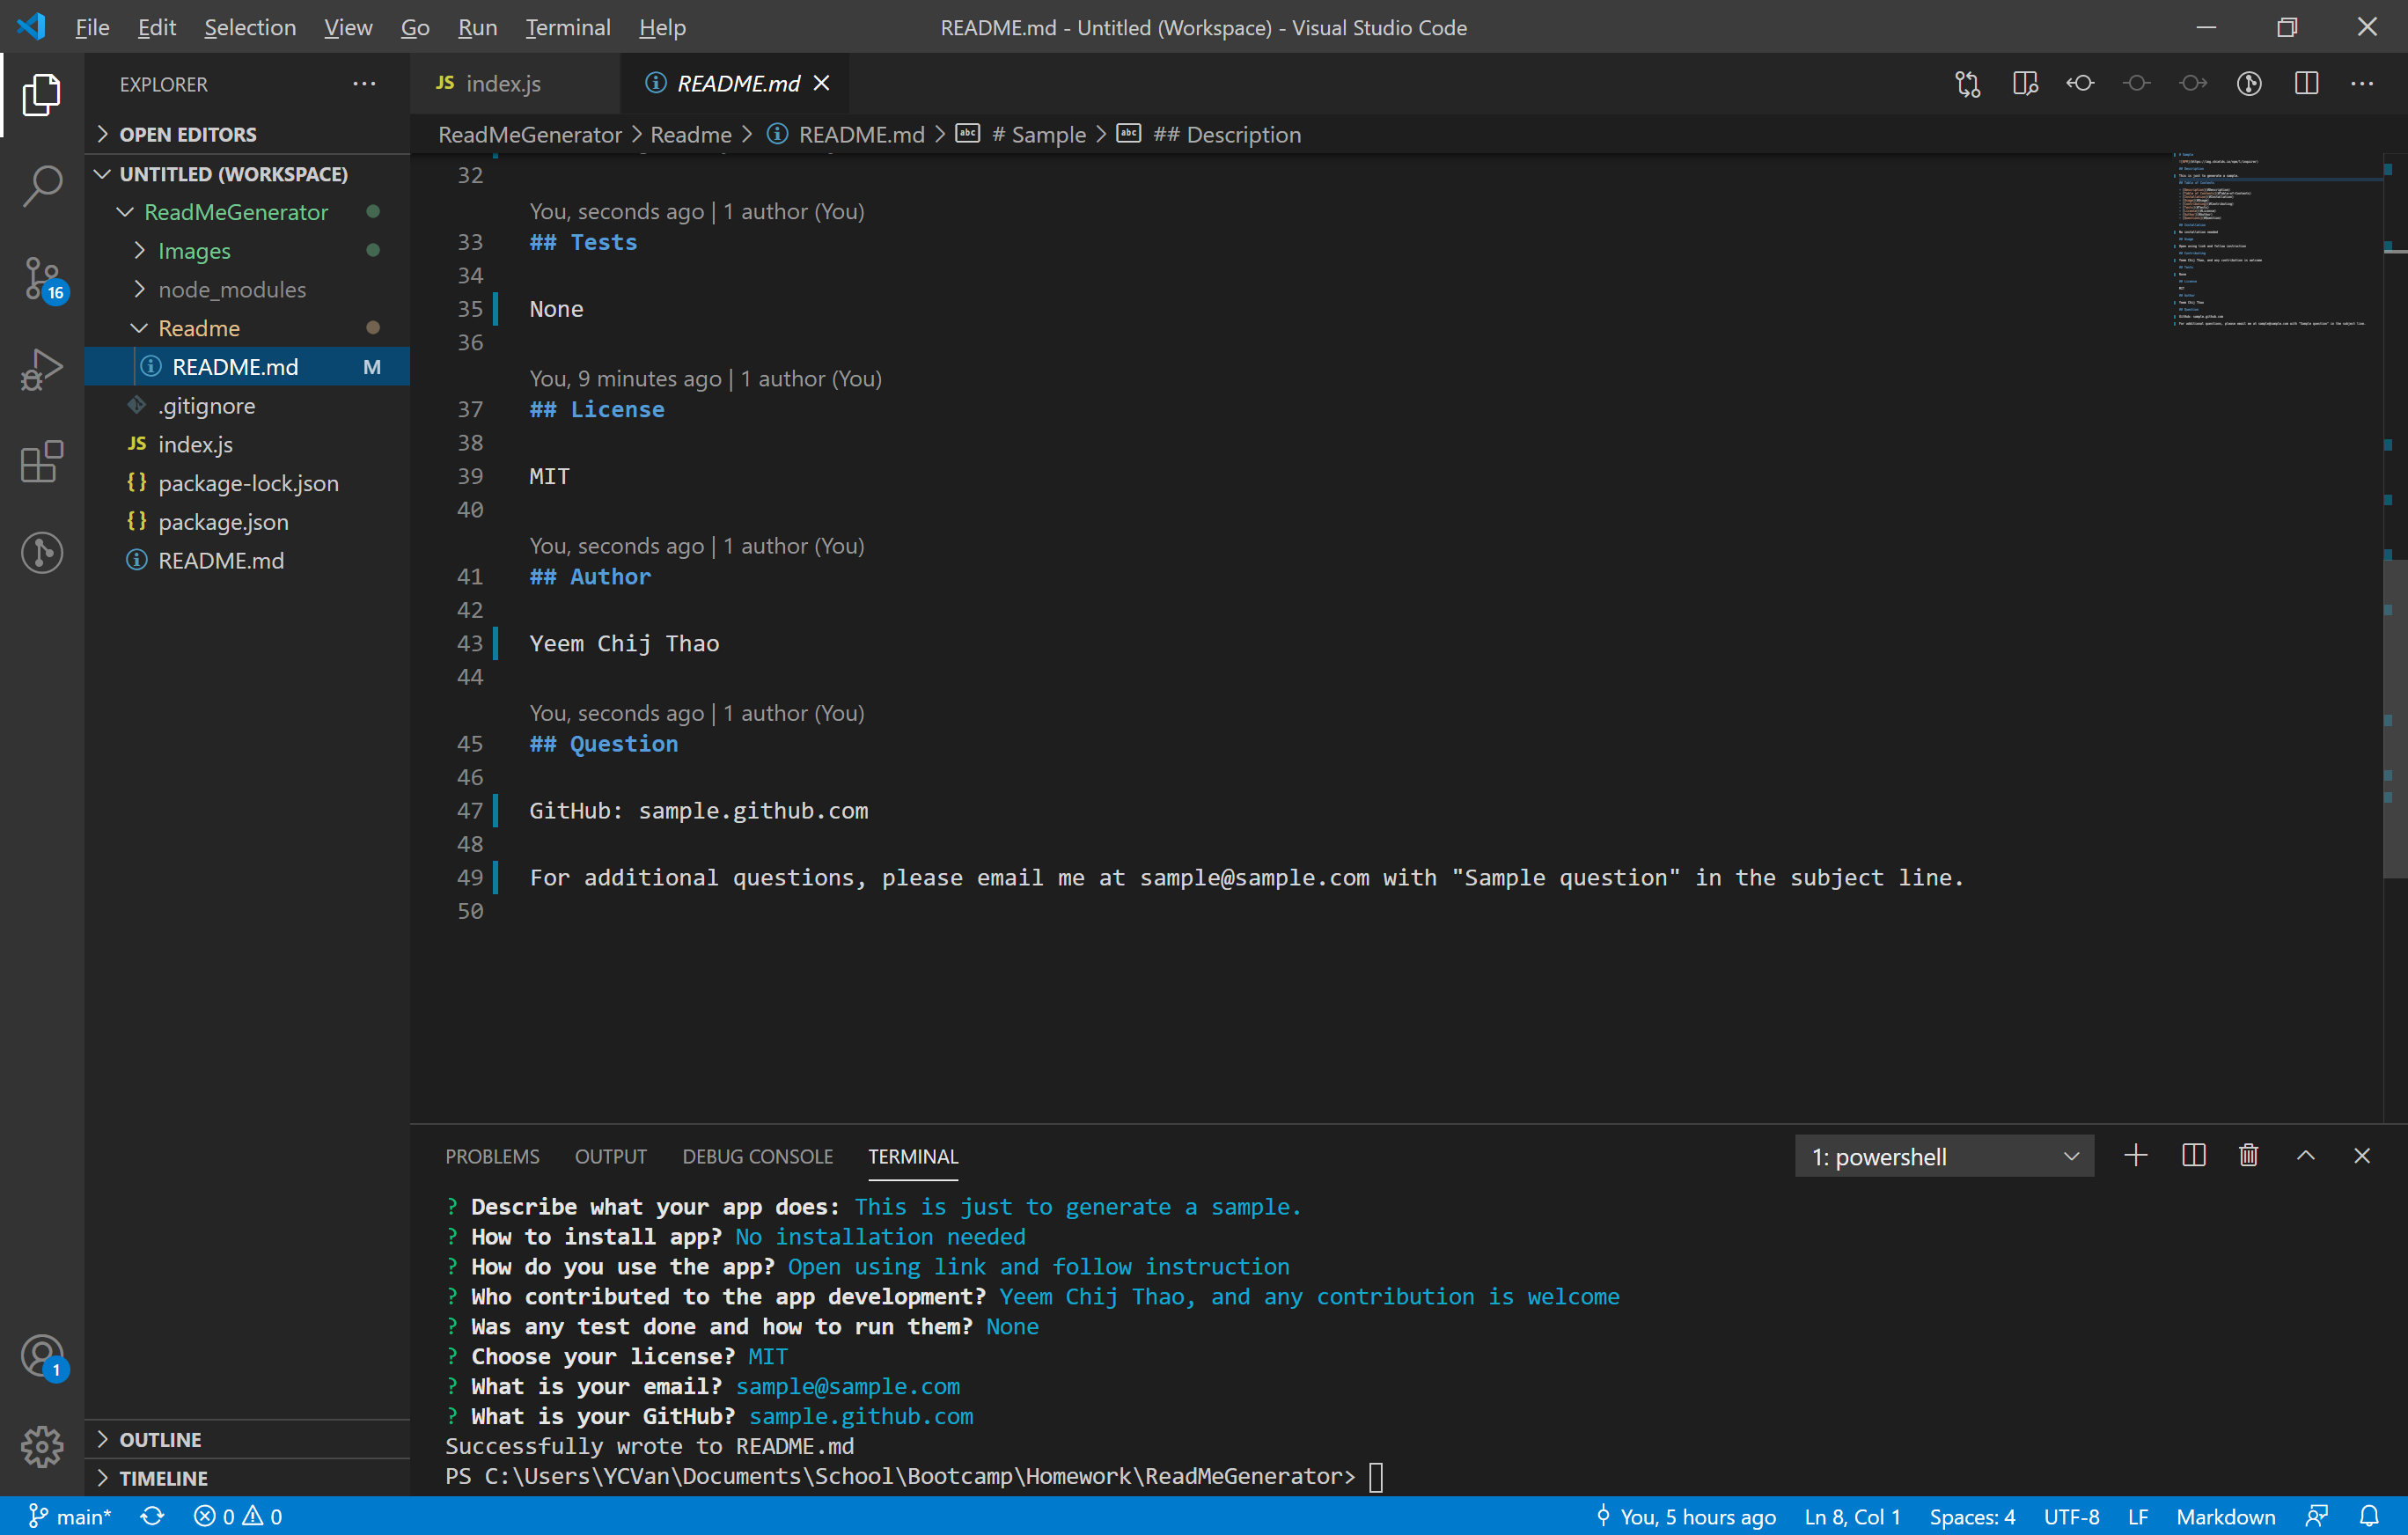 File Edit Selection View Go Run Terminal Help
README.md - Untitled (Workspace) - Visual Studio Code
EXPLORER
OPEN EDITORS
UNTITLED (WORKSPACE)
ReadMeGenerator
Images
node_modules
Readme
README.md M
.gitignore
JS index.js
{} package-lock.json
{} package.json
README.md
OUTLINE
TIMELINE
16
1
JS index.js
README.md
ReadMeGenerator > Readme > README.md > abc # Sample > abc ## Description
32
You, seconds ago | 1 author (You)
33 ## Tests
34
35 None
36
You, 9 minutes ago | 1 author (You)
37 ## License
38
39 MIT
40
You, seconds ago | 1 author (You)
41 ## Author
42
43 Yeem Chij Thao
44
You, seconds ago | 1 author (You)
45 ## Question
46
47 GitHub: sample.github.com
48
49 For additional questions, please email me at sample@sample.com with "Sample question" in the subject line.
50
PROBLEMS OUTPUT DEBUG CONSOLE TERMINAL
1: powershell
? Describe what your app does: This is just to generate a sample.
? How to install app? No installation needed
? How do you use the app? Open using link and follow instruction
? Who contributed to the app development? Yeem Chij Thao, and any contribution is welcome
? Was any test done and how to run them? None
? Choose your license? MIT
? What is your email? sample@sample.com
? What is your GitHub? sample.github.com
Successfully wrote to README.md
PS C:\Users\YCVan\Documents\School\Bootcamp\Homework\ReadMeGenerator>
main* 0 0
You, 5 hours ago Ln 8, Col 1 Spaces: 4 UTF-8 LF Markdown